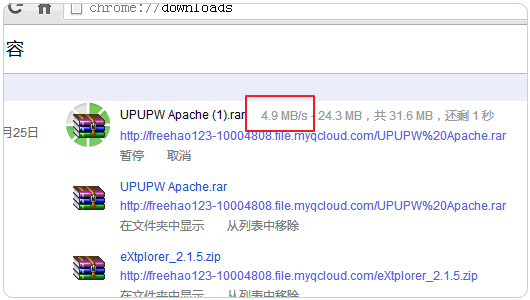 chrome://downloads
容
UPUPW Apache (1).rar 4.9 MB/s - 24.3 MB，共 31.6 MB，还剩 1 秒
月25日
http://freehao123-10004808.file.myqcloud.com/UPUPW%20Apache.rar
暂停 取消
UPUPW Apache.rar
http://freehao123-10004808.file.myqcloud.com/UPUPW%20Apache.rar
在文件夹中显示 从列表中移除
eXtplorer_2.1.5.zip
http://freehao123-10004808.file.myqcloud.com/eXtplorer_2.1.5.zip
在文件夹中显示 从列表中移除